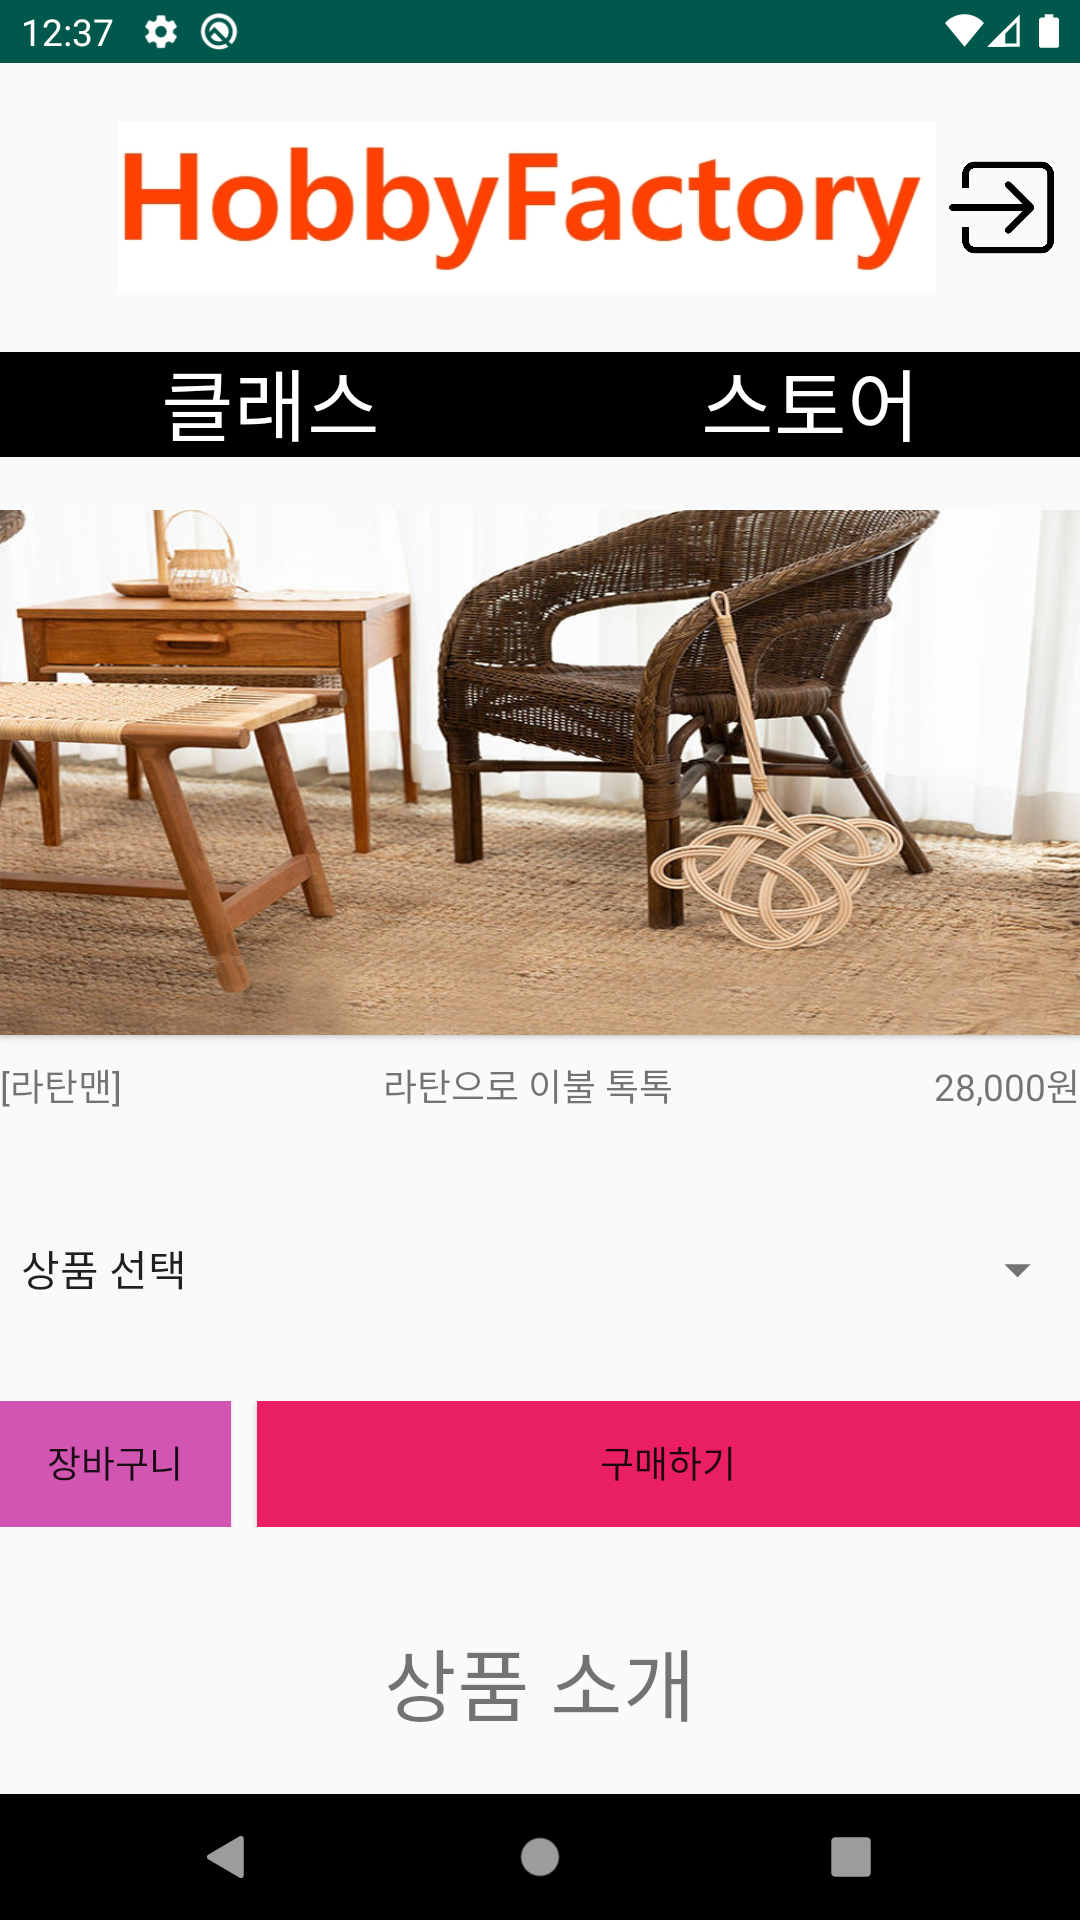 12:37
HobbyFactory
클래스 스토어
[라탄맨] 라탄으로 이불 톡톡 28,000원
상품 선택
장바구니 구매하기
상품 소개